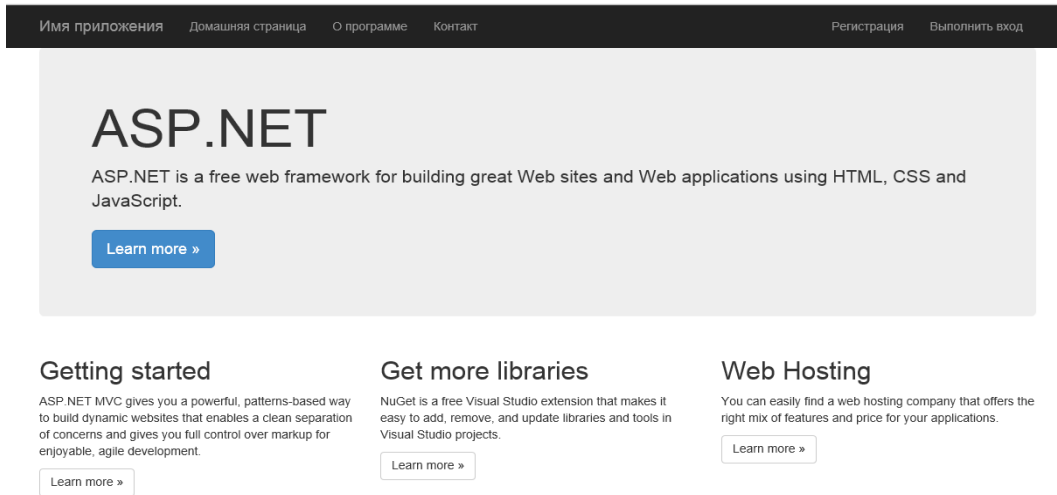 Имя приложения Домашняя страница О программе Контакт Регистрация Выполнить вход
ASP.NET
ASP.NET is a free web framework for building great Web sites and Web applications using HTML, CSS and
JavaScript.
Learn more »
Getting started
ASP.NET MVC gives you a powerful, patterns-based way
to build dynamic websites that enables a clean separation
of concerns and gives you full control over markup for
enjoyable, agile development.
Learn more »
Get more libraries
NuGet is a free Visual Studio extension that makes it
easy to add, remove, and update libraries and tools in
Visual Studio projects.
Learn more »
Web Hosting
You can easily find a web hosting company that offers the
right mix of features and price for your applications.
Learn more »